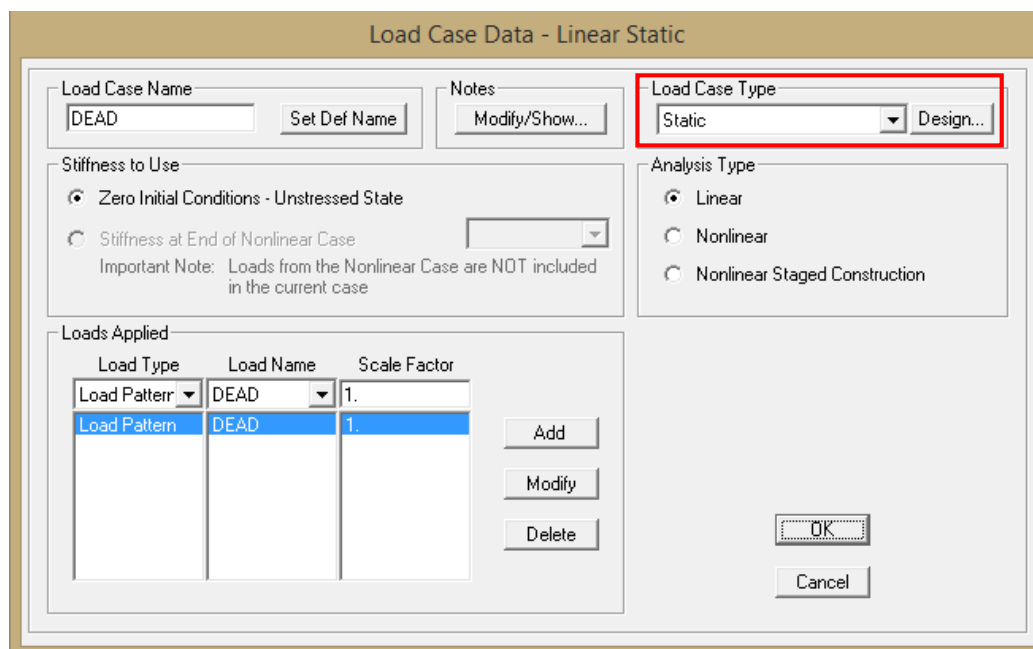 Load Case Data - Linear Static
Load Case Name
DEAD
Set Def Name
Notes
Modify/Show...
Load Case Type
Static
Design...
Stiffness to Use
Zero Initial Conditions - Unstressed State
Stiffness at End of Nonlinear Case
Important Note: Loads from the Nonlinear Case are NOT included
in the current case
Analysis Type
Linear
Nonlinear
Nonlinear Staged Construction
Loads Applied
Load Type Load Name Scale Factor
Load Pattern DEAD 1.
Load Pattern DEAD 1.
Add
Modify
Delete
OK
Cancel